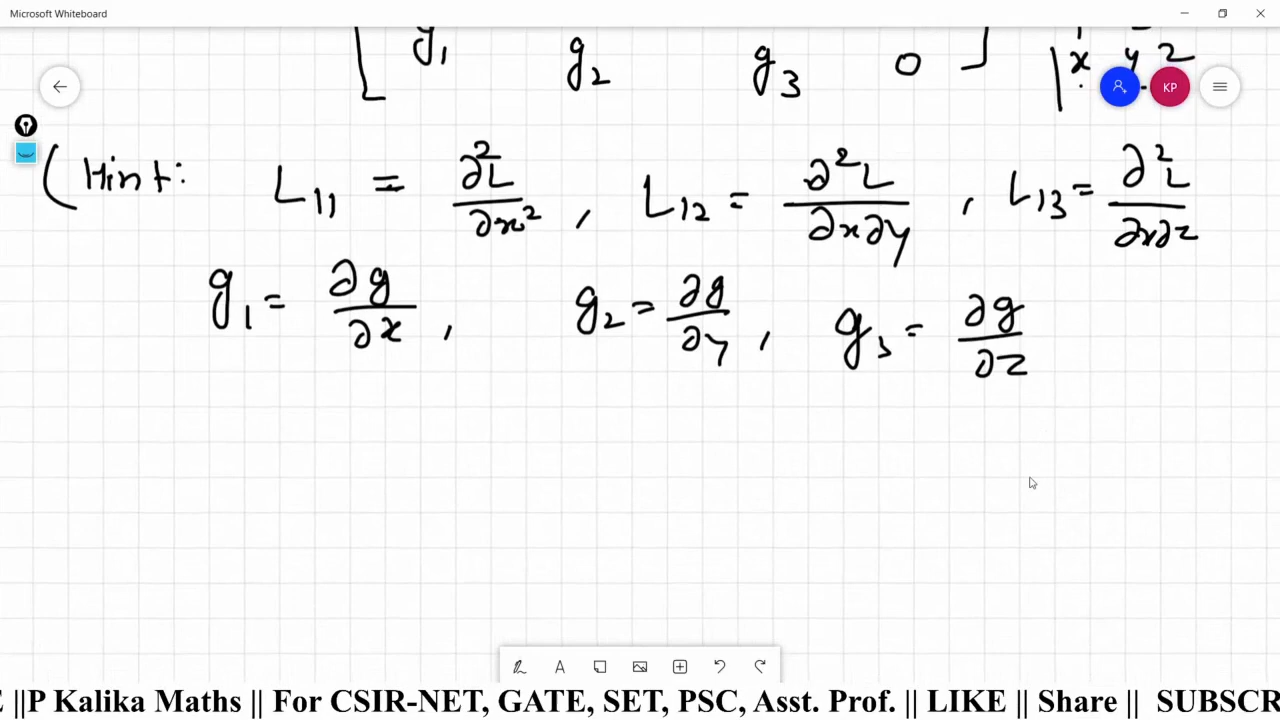 Microsoft Whiteboard
g₁ g₂ g₃ 0 ] | x y z
KP
(Hint: L₁₁ = ∂²L/∂x², L₁₂ = ∂²L/∂x∂y, L₁₃ = ∂²L/∂x∂z
g₁ = ∂g/∂x, g₂ = ∂g/∂y, g₃ = ∂g/∂z
||P Kalika Maths || For CSIR-NET, GATE, SET, PSC, Asst. Prof. || LIKE || Share || SUBSCR